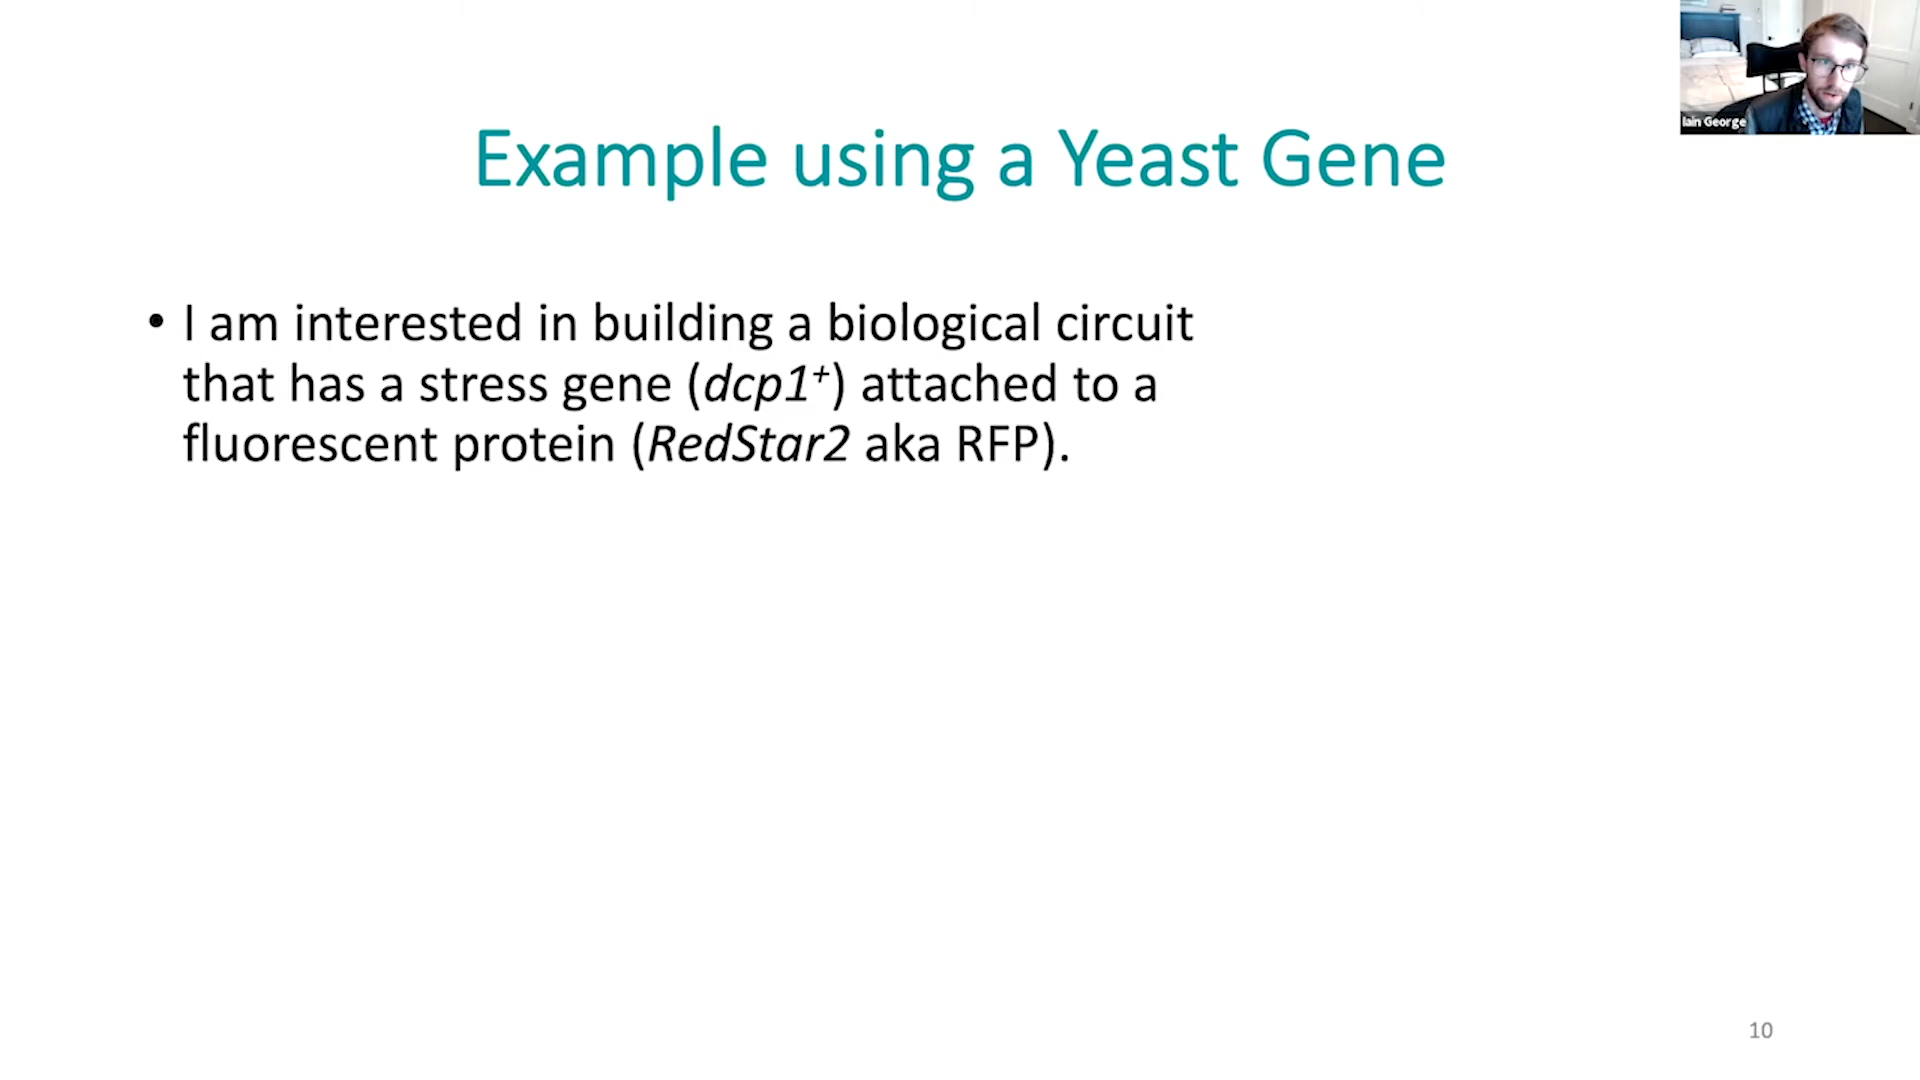 Iain George
Example using a Yeast Gene
• I am interested in building a biological circuit
that has a stress gene (dcp1⁺) attached to a
fluorescent protein (RedStar2 aka RFP).
10